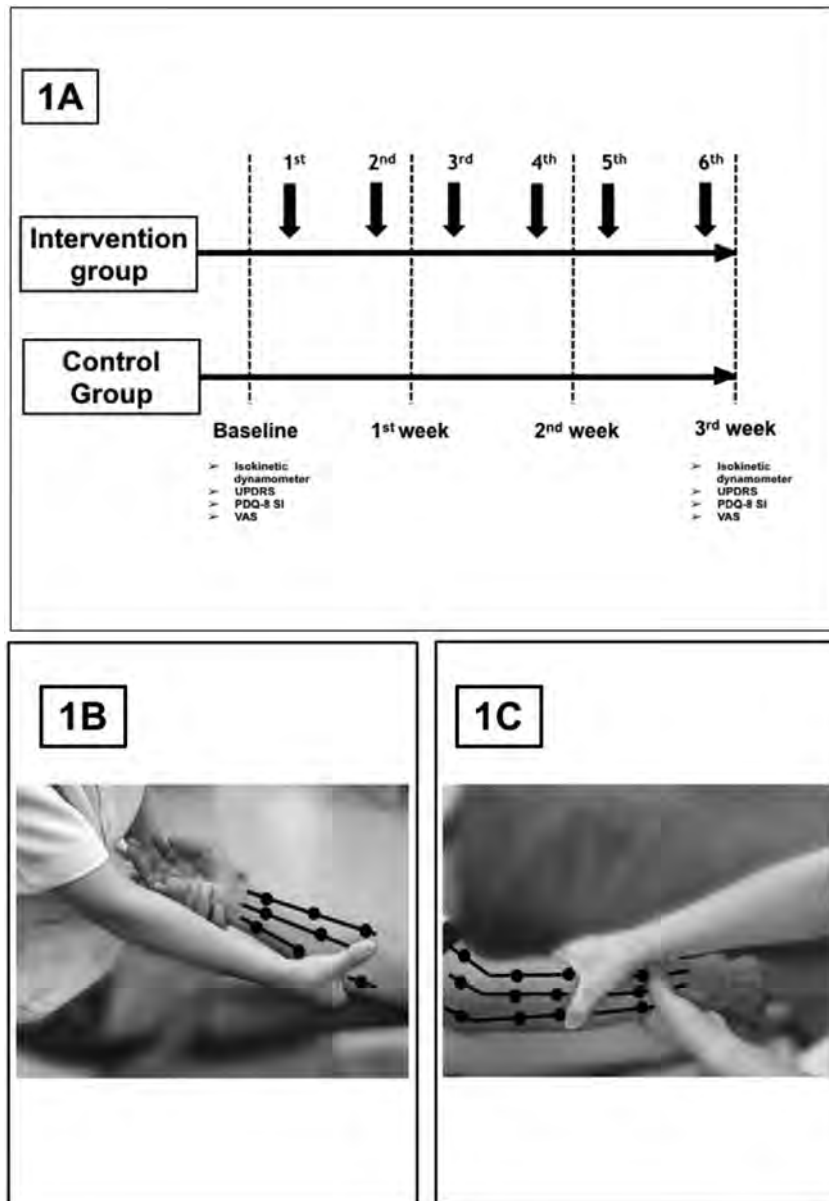 1A
1st 2nd 3rd 4th 5th 6th
Intervention
group
Control
Group
Baseline 1st week 2nd week 3rd week
➢ Isokinetic
dynamometer
➢ UPDRS
➢ PDQ-8 SI
➢ VAS
➢ Isokinetic
dynamometer
➢ UPDRS
➢ PDQ-8 SI
➢ VAS
1B
1C